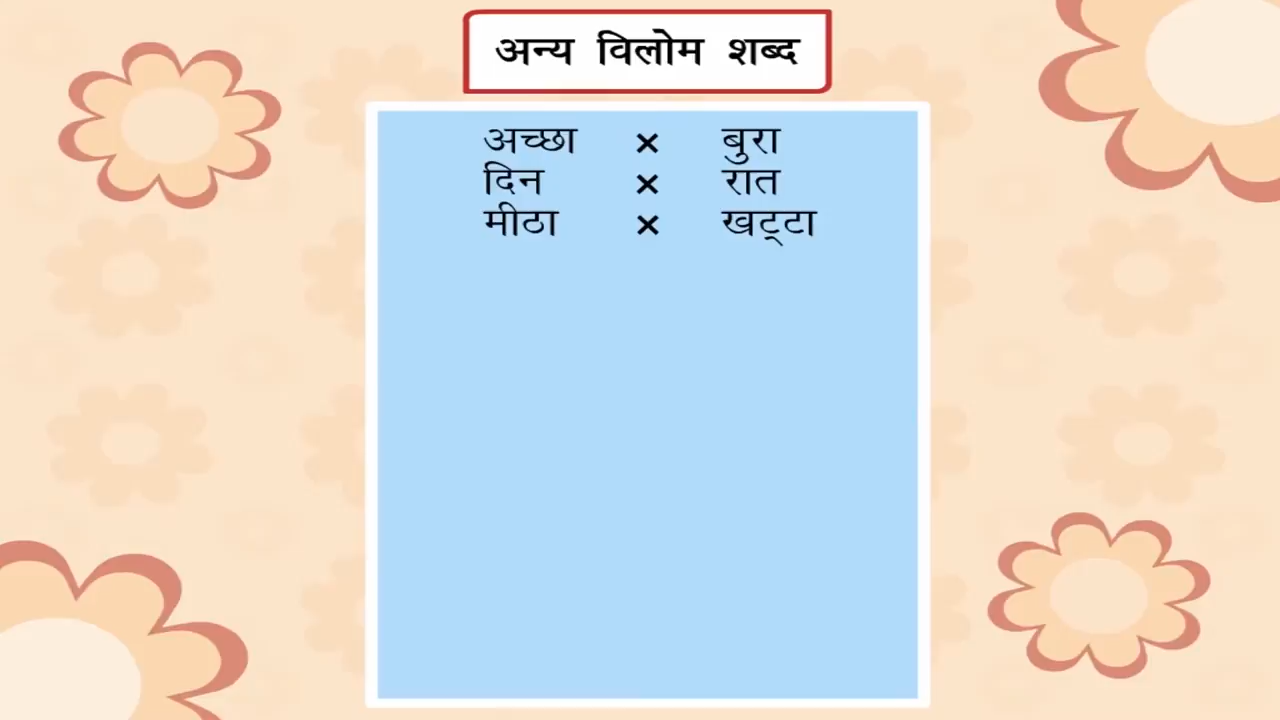 अन्य विलोम शब्द
अच्छा × बुरा
दिन × रात
मीठा × खट्‌टा